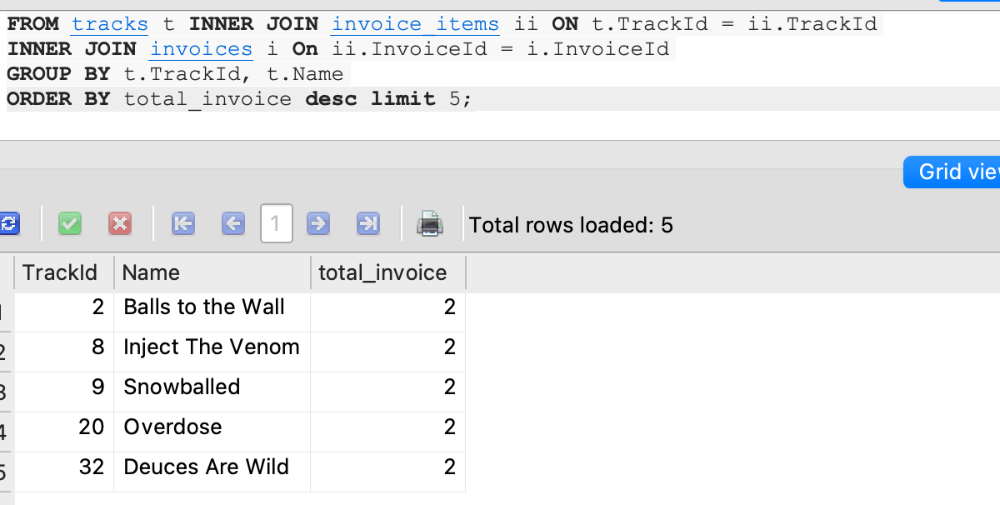 FROM tracks t INNER JOIN invoice_items ii ON t.TrackId = ii.TrackId
INNER JOIN invoices i On ii.InvoiceId = i.InvoiceId
GROUP BY t.TrackId, t.Name
ORDER BY total_invoice desc limit 5;
Grid
1
Total rows loaded: 5
TrackId Name total_invoice
2 Balls to the Wall 2
2 8 Inject The Venom 2
3 9 Snowballed 2
4 20 Overdose 2
5 32 Deuces Are Wild 2